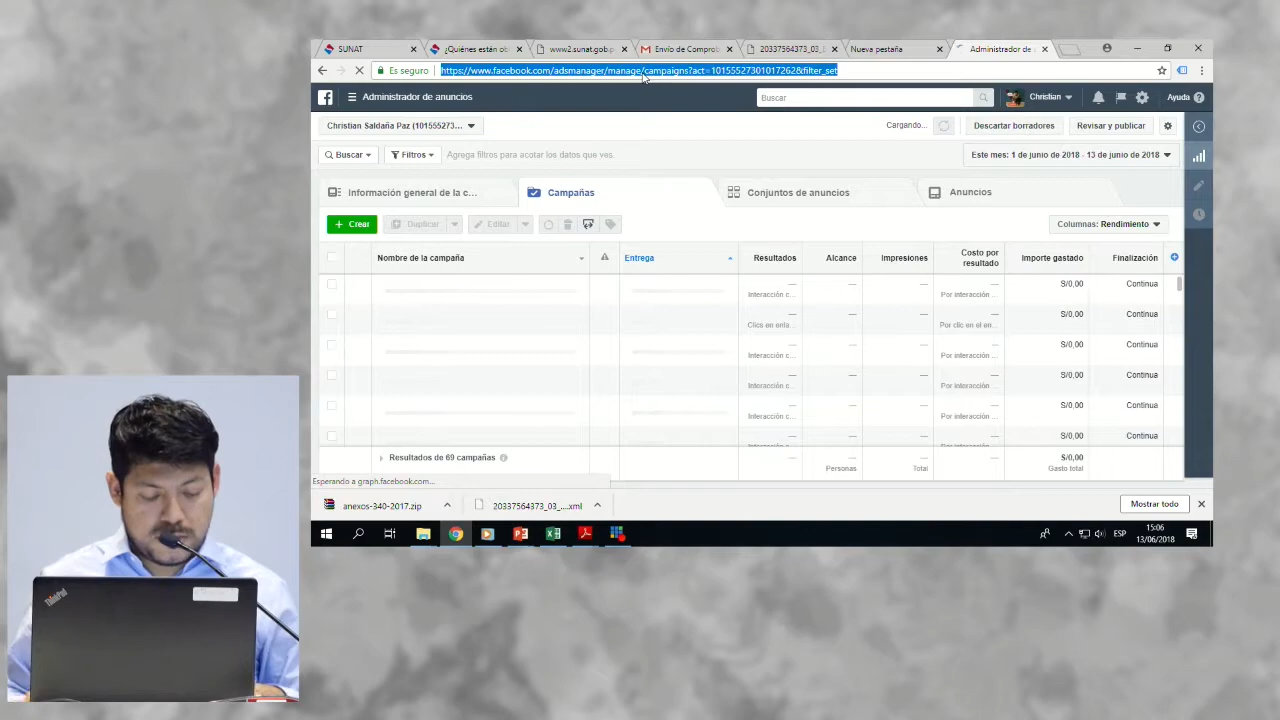 SUNAT
¿Quiénes están ob
www2.sunat.gob.p
Envío de Comprob
20337564373_03_
Nueva pestaña
Administrador de
Es seguro
https://www.facebook.com/adsmanager/manage/campaigns?act=10155527301017262&filter_set
Administrador de anuncios
Buscar
Christian
Ayuda
Christian Saldaña Paz (101555273...
Cargando...
Descartar borradores
Revisar y publicar
Buscar
Filtros
Agrega filtros para acotar los datos que ves.
Este mes: 1 de junio de 2018 - 13 de junio de 2018
Información general de la c...
Campañas
Conjuntos de anuncios
Anuncios
+ Crear
Duplicar
Editar
Columnas: Rendimiento
Nombre de la campaña
Entrega
Resultados
Alcance
Impresiones
Costo por
resultado
Importe gastado
Finalización
— — — — S/0,00 Continua
Interacción c... Por interacción ...
— — — — S/0,00 Continua
Clics en enla... Por clic en el en...
— — — — S/0,00 Continua
Interacción c... Por interacción ...
— — — — S/0,00 Continua
Interacción c... Por interacción ...
— — — — S/0,00 Continua
Interacción c... Por interacción ...
— — — — S/0,00 Continua
Resultados de 69 campañas
— — — — S/0,00
Personas Total Gasto total
Esperando a graph.facebook.com...
anexos-340-2017.zip
20337564373_03_....xml
Mostrar todo
ESP
15:06
13/06/2018
ThinkPad